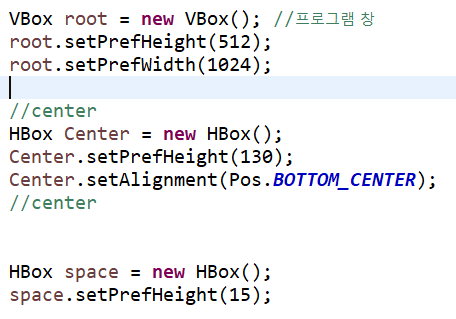 VBox root = new VBox(); //프로그램 창
root.setPrefHeight(512);
root.setPrefWidth(1024);
//center
HBox Center = new HBox();
Center.setPrefHeight(130);
Center.setAlignment(Pos.BOTTOM_CENTER);
//center
HBox space = new HBox();
space.setPrefHeight(15);